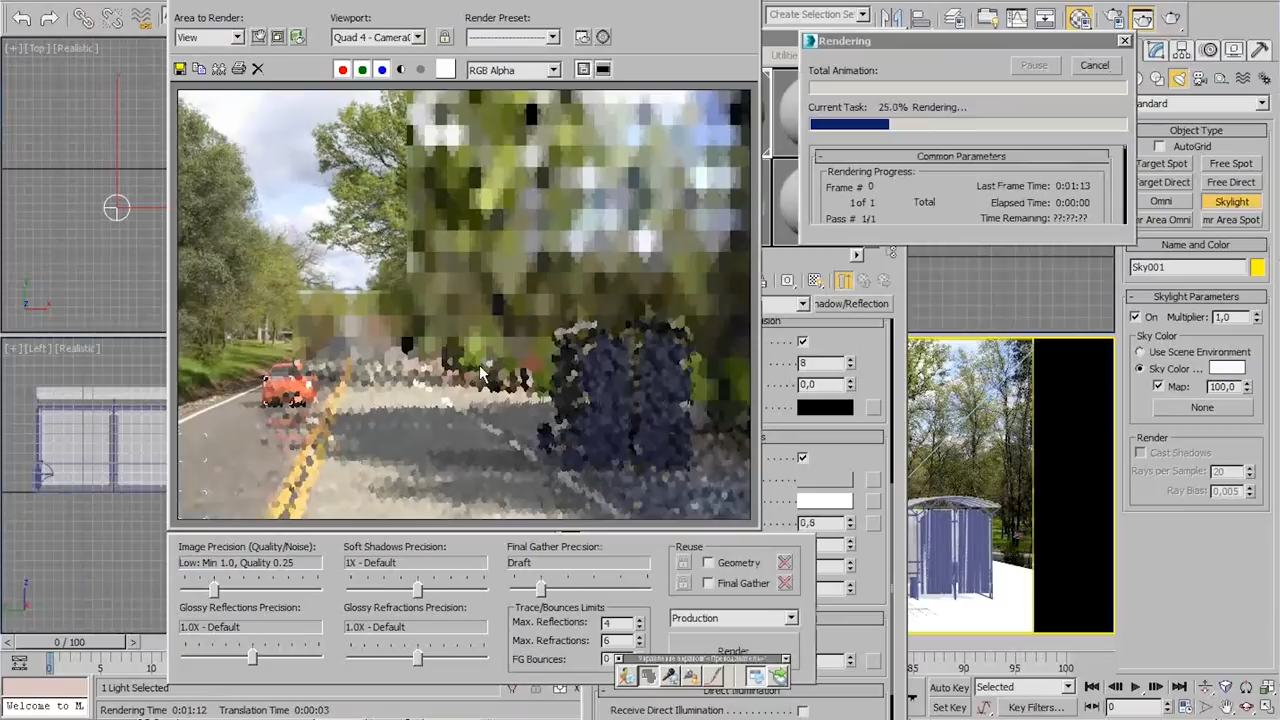 Area to Render:
View
Viewport:
Quad 4 - Camera
Render Preset:
RGB Alpha
Create Selection Se
Utilitie
Rendering
Total Animation:
Pause
Cancel
Current Task: 25.0% Rendering...
- Common Parameters
Rendering Progress:
Frame # 0
Last Frame Time: 0:01:13
1 of 1 Total
Elapsed Time: 0:00:00
Pass # 1/1
Time Remaining: ??:??:??
[+][Top][Realistic]
[+][Left][Realistic]
z
x
z
andard
Object Type
AutoGrid
Target Spot
Free Spot
Target Direct
Free Direct
Omni
Skylight
mr Area Omni
mr Area Spot
Name and Color
Sky001
- Skylight Parameters
On Multiplier: 1,0
Sky Color
Use Scene Environment
Sky Color ...
Map: 100,0
None
Render
Cast Shadows
Rays per Sample: 20
Ray Bias: 0,005
hadow/Reflection
8
0,0
0,8
Direct Illumination
Receive Direct Illumination
Image Precision (Quality/Noise):
Low: Min 1.0, Quality 0.25
Soft Shadows Precision:
1X - Default
Final Gather Precision:
Draft
Reuse
Geometry
Final Gather
Glossy Reflections Precision:
1.0X - Default
Glossy Refractions Precision:
1.0X - Default
Trace/Bounces Limits
Max. Reflections: 4
Max. Refractions: 6
FG Bounces: 0
Production
Render
0 / 100
0 5 10
85 90 95 100
1 Light Selected
Welcome to M
Rendering Time 0:01:12 Translation Time 0:00:03
Auto Key
Selected
Set Key
Key Filters...
0